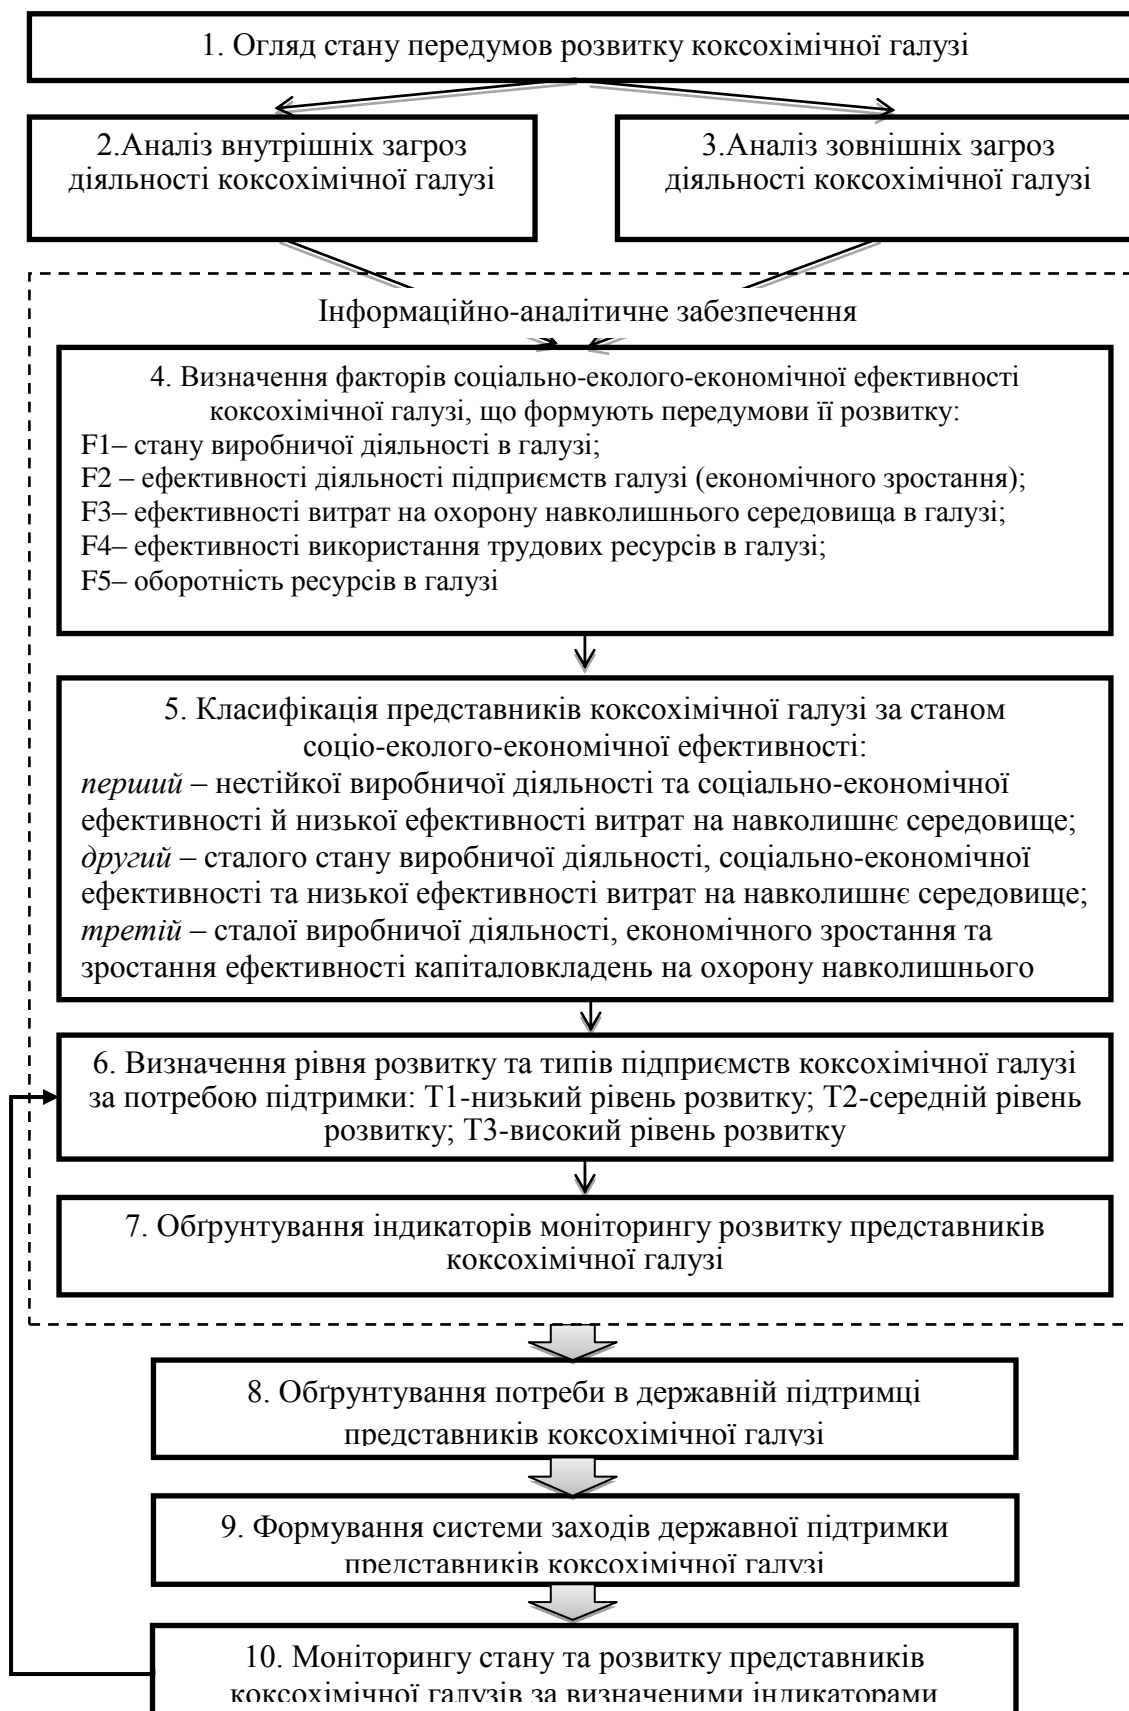 1. Огляд стану передумов розвитку коксохімічної галузі
2.Аналіз внутрішніх загроз
діяльності коксохімічної галузі
3.Аналіз зовнішніх загроз
діяльності коксохімічної галузі
Інформаційно-аналітичне забезпечення
4. Визначення факторів соціально-еколого-економічної ефективності
коксохімічної галузі, що формують передумови її розвитку:
F1– стану виробничої діяльності в галузі;
F2 – ефективності діяльності підприємств галузі (економічного зростання);
F3– ефективності витрат на охорону навколишнього середовища в галузі;
F4– ефективності використання трудових ресурсів в галузі;
F5– оборотність ресурсів в галузі
5. Класифікація представників коксохімічної галузі за станом
соціо-еколого-економічної ефективності:
перший – нестійкої виробничої діяльності та соціально-економічної
ефективності й низької ефективності витрат на навколишнє середовище;
другий – сталого стану виробничої діяльності, соціально-економічної
ефективності та низької ефективності витрат на навколишнє середовище;
третій – сталої виробничої діяльності, економічного зростання та
зростання ефективності капіталовкладень на охорону навколишнього
6. Визначення рівня розвитку та типів підприємств коксохімічної галузі
за потребою підтримки: Т1-низький рівень розвитку; Т2-середній рівень
розвитку; Т3-високий рівень розвитку
7. Обґрунтування індикаторів моніторингу розвитку представників
коксохімічної галузі
8. Обґрунтування потреби в державній підтримці
представників коксохімічної галузі
9. Формування системи заходів державної підтримки
представників коксохімічної галузі
10. Моніторингу стану та розвитку представників
коксохімічної галузів за визначеними індикаторами